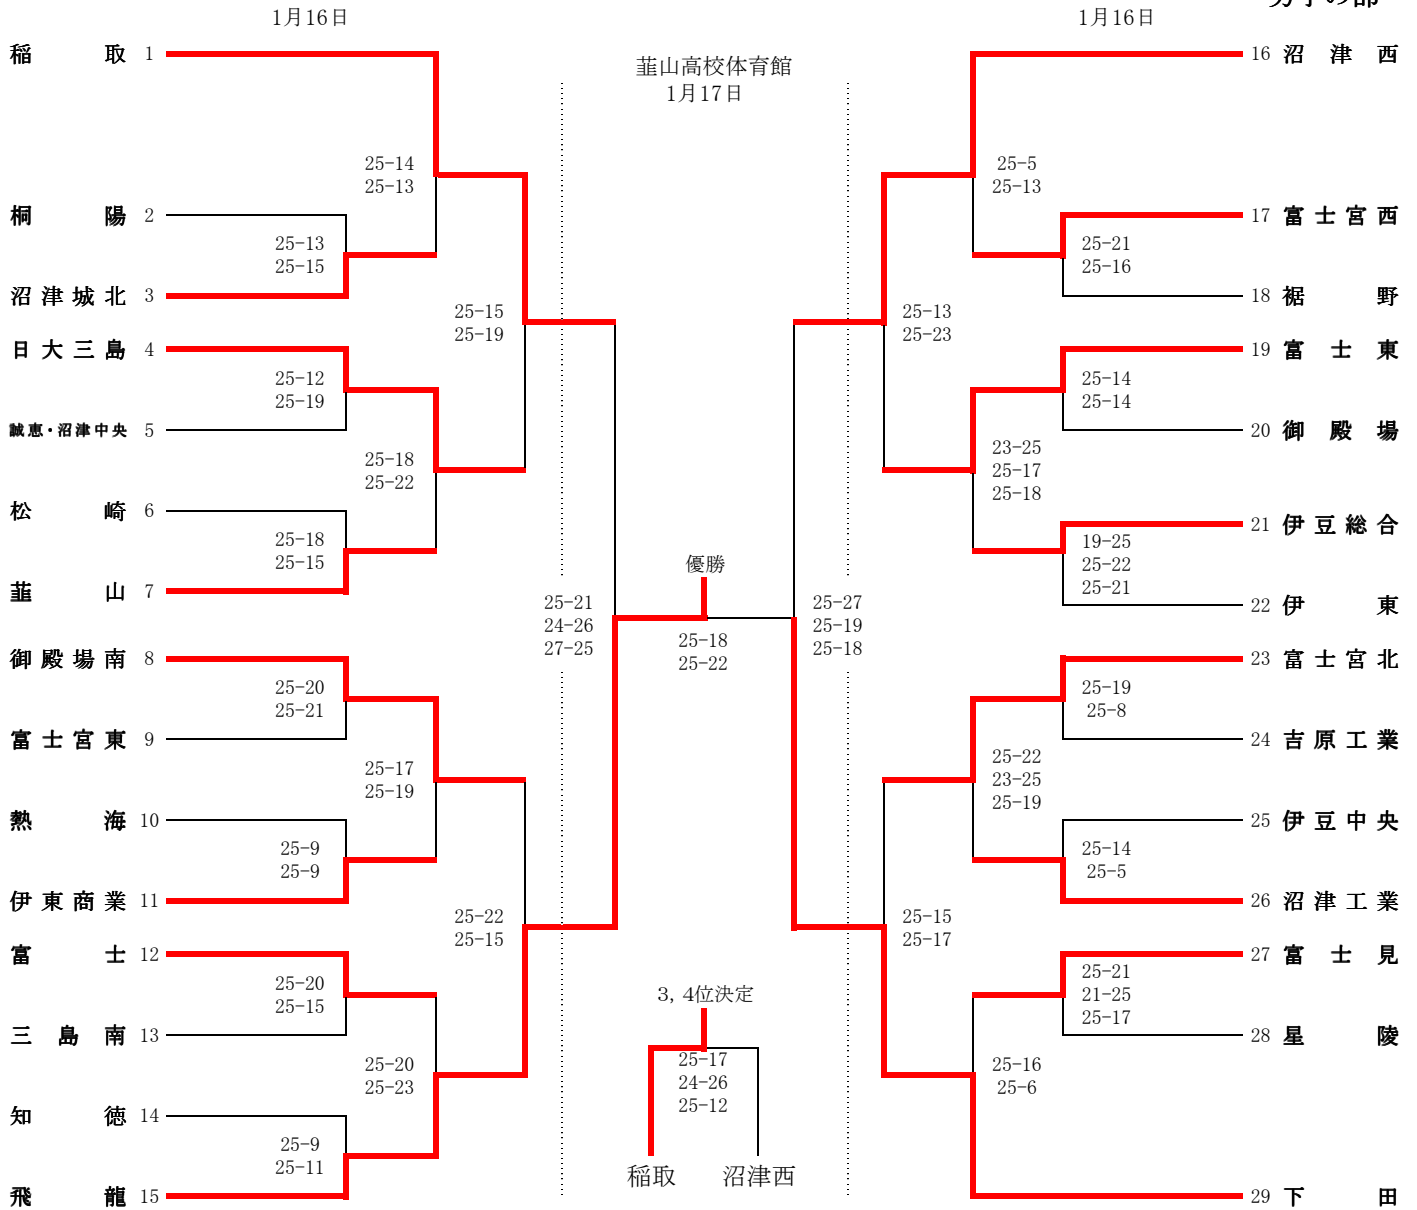 1月16日
1月16日
韮山高校体育館
1月17日
稲取 1
桐陽 2
沼津城北 3
日大三島 4
誠恵・沼津中央 5
松崎 6
韮山 7
御殿場南 8
富士宮東 9
熱海 10
伊東商業 11
富士 12
三島南 13
知徳 14
飛龍 15
25-14
25-13
25-13
25-15
25-15
25-19
25-12
25-19
25-18
25-22
25-18
25-15
25-20
25-21
25-17
25-19
25-9
25-9
25-22
25-15
25-20
25-15
25-20
25-23
25-9
25-11
25-21
24-26
27-25
優勝
25-18
25-22
25-27
25-19
25-18
3,4位決定
25-17
24-26
25-12
稲取 沼津西
25-5
25-13
25-21
25-16
25-13
25-23
25-14
25-14
23-25
25-17
25-18
19-25
25-22
25-21
25-19
25-8
25-22
23-25
25-19
25-14
25-5
25-15
25-17
25-21
21-25
25-17
25-16
25-6
16 沼津西
17 富士宮西
18 裾野
19 富士東
20 御殿場
21 伊豆総合
22 伊東
23 富士宮北
24 吉原工業
25 伊豆中央
26 沼津工業
27 富士見
28 星陵
29 下田